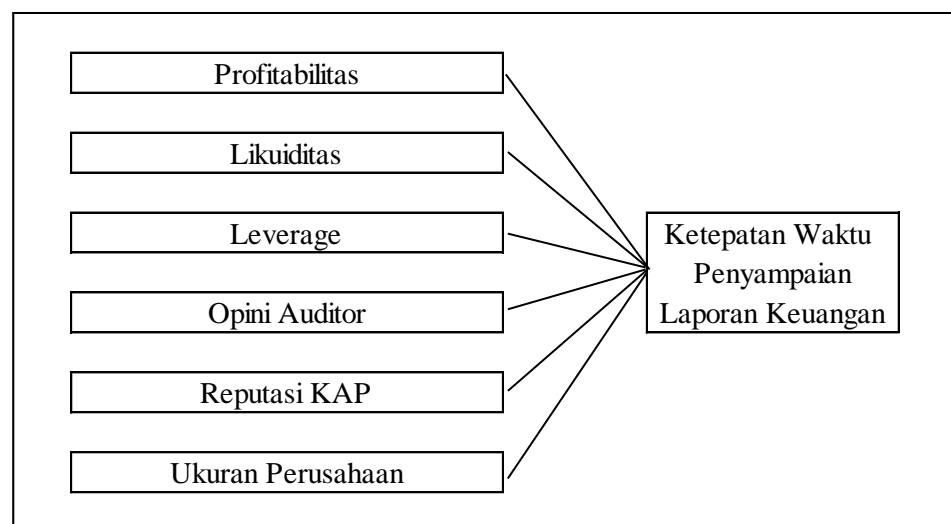 Profitabilitas
Likuiditas
Leverage
Opini Auditor
Reputasi KAP
Ukuran Perusahaan
Ketepatan Waktu
Penyampaian
Laporan Keuangan